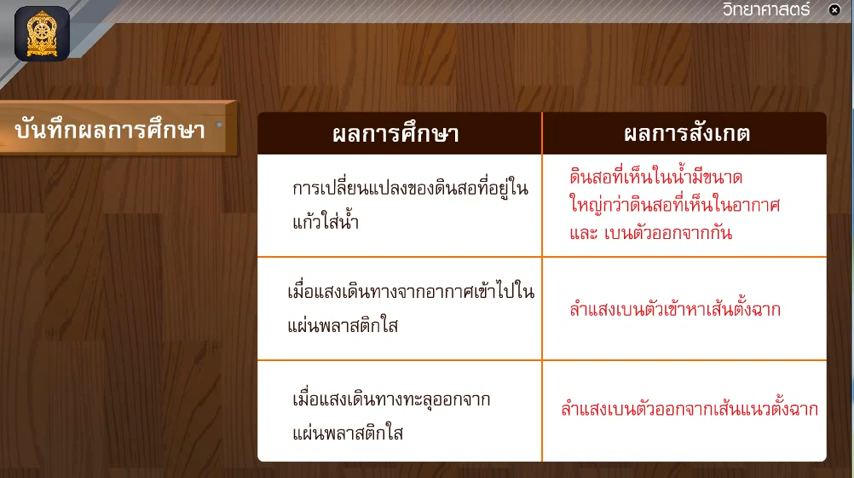 วิทยาศาสตร์
บันทึกผลการศึกษา
ผลการศึกษา
ผลการสังเกต
การเปลี่ยนแปลงของดินสอที่อยู่ใน
แก้วใส่น้ำ
ดินสอที่เห็นในน้ำมีขนาด
ใหญ่กว่าดินสอที่เห็นในอากาศ
และ เบนตัวออกจากกัน
เมื่อแสงเดินทางจากอากาศเข้าไปใน
แผ่นพลาสติกใส
ลำแสงเบนตัวเข้าหาเส้นตั้งฉาก
เมื่อแสงเดินทางทะลุออกจาก
แผ่นพลาสติกใส
ลำแสงเบนตัวออกจากเส้นแนวตั้งฉาก